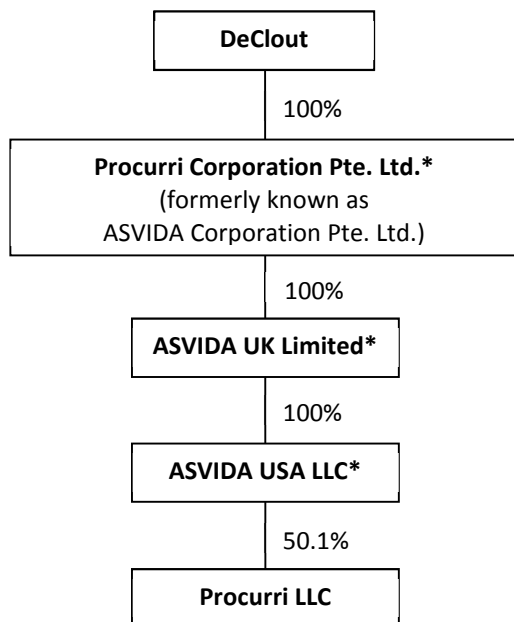 DeClout
100%
Procurri Corporation Pte. Ltd.*
(formerly known as
ASVIDA Corporation Pte. Ltd.)
100%
ASVIDA UK Limited*
100%
ASVIDA USA LLC*
50.1%
Procurri LLC